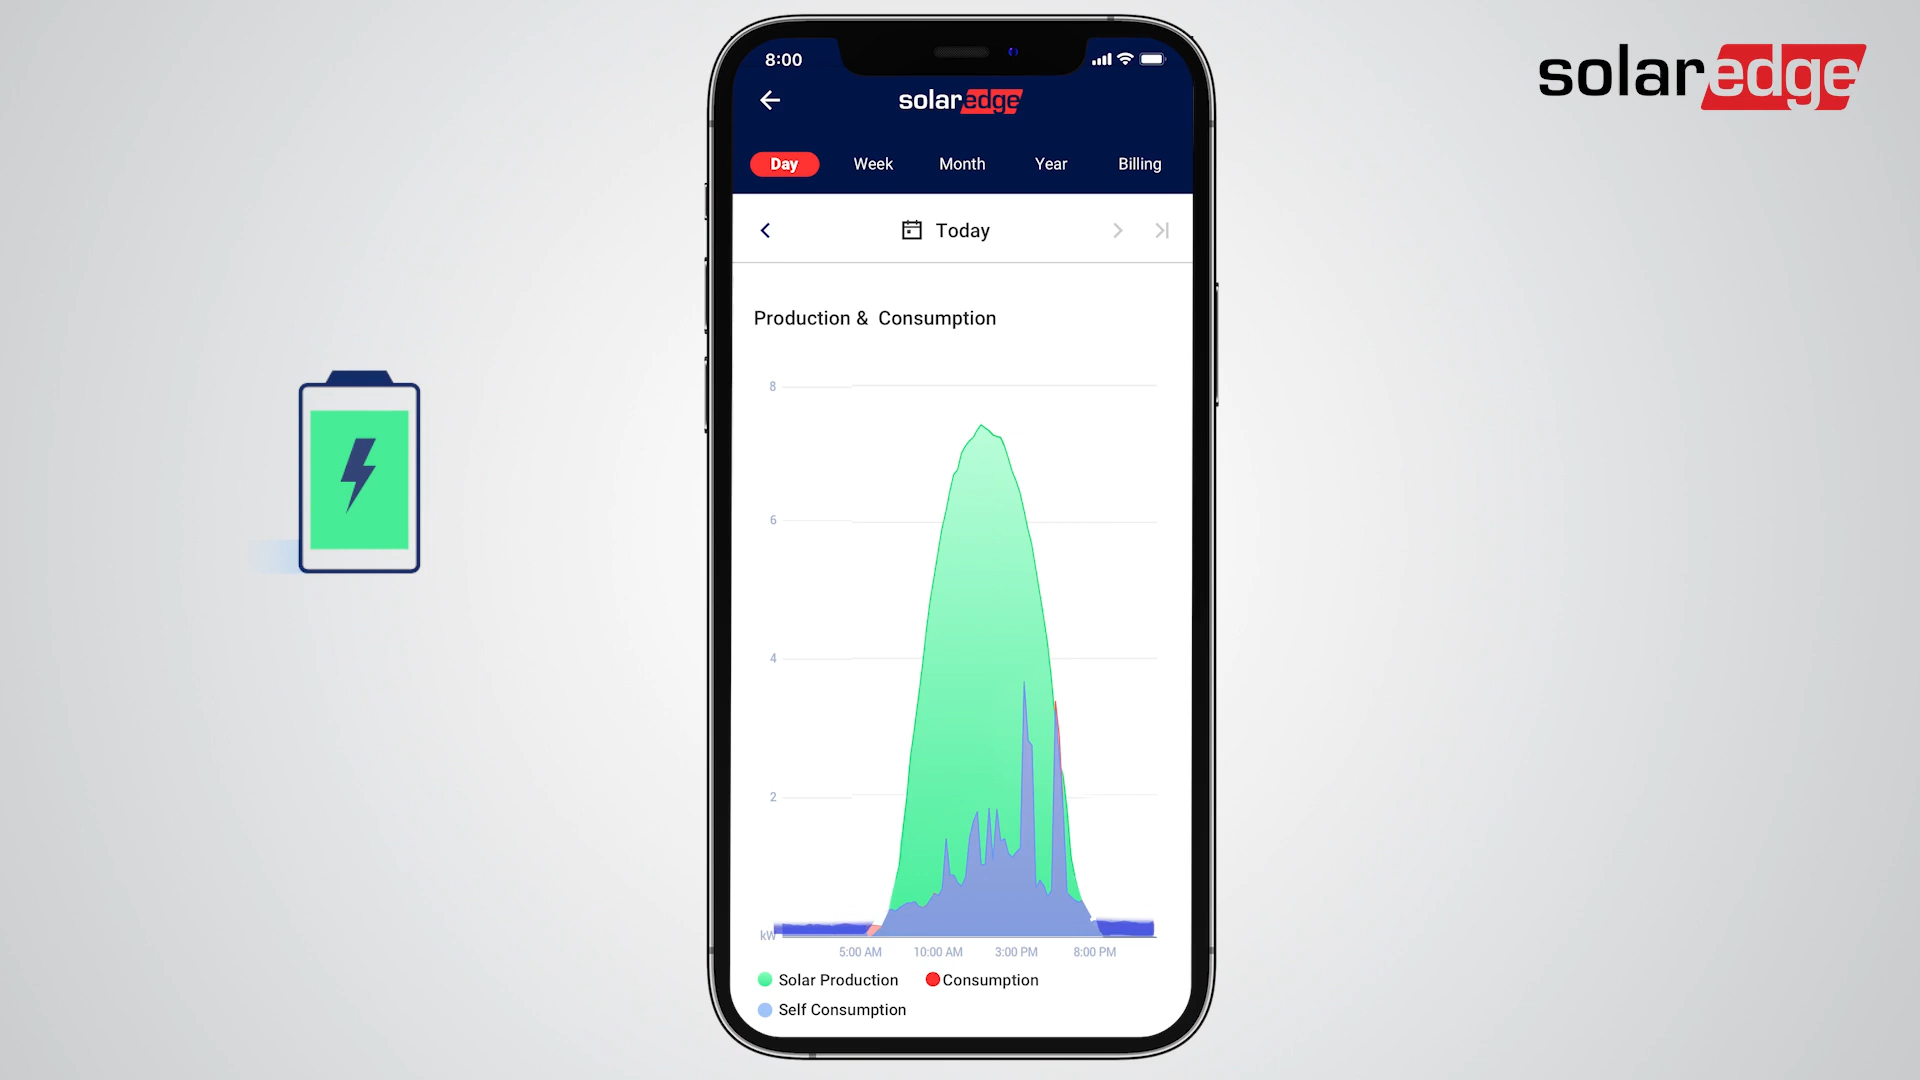 8:00
solaredge
solaredge
Day Week Month Year Billing
Today
Production & Consumption
8
6
4
2
kW
5:00 AM 10:00 AM 3:00 PM 8:00 PM
Solar Production Consumption
Self Consumption